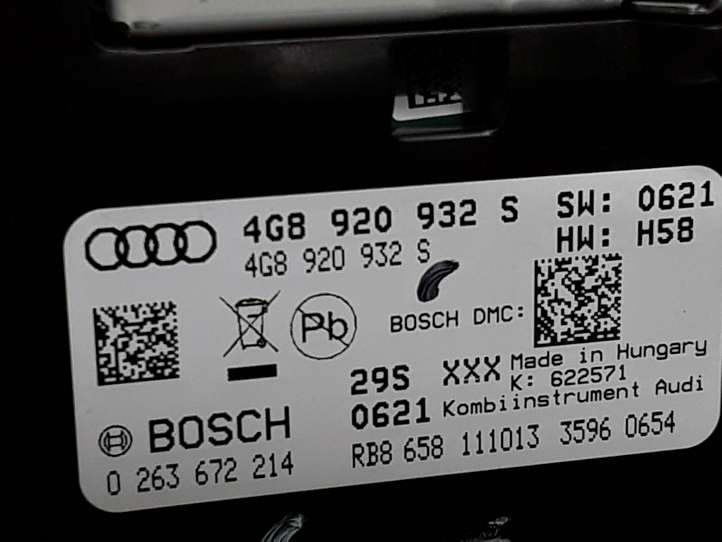 4G8 920 932 S SW: 0621
4G8 920 932 S HW: H58
Pb BOSCH DMC:
29S XXX Made in Hungary
K: 622571
0621 Kombiinstrument Audi
BOSCH
0 263 672 214 RB8 658 111013 3596 0654